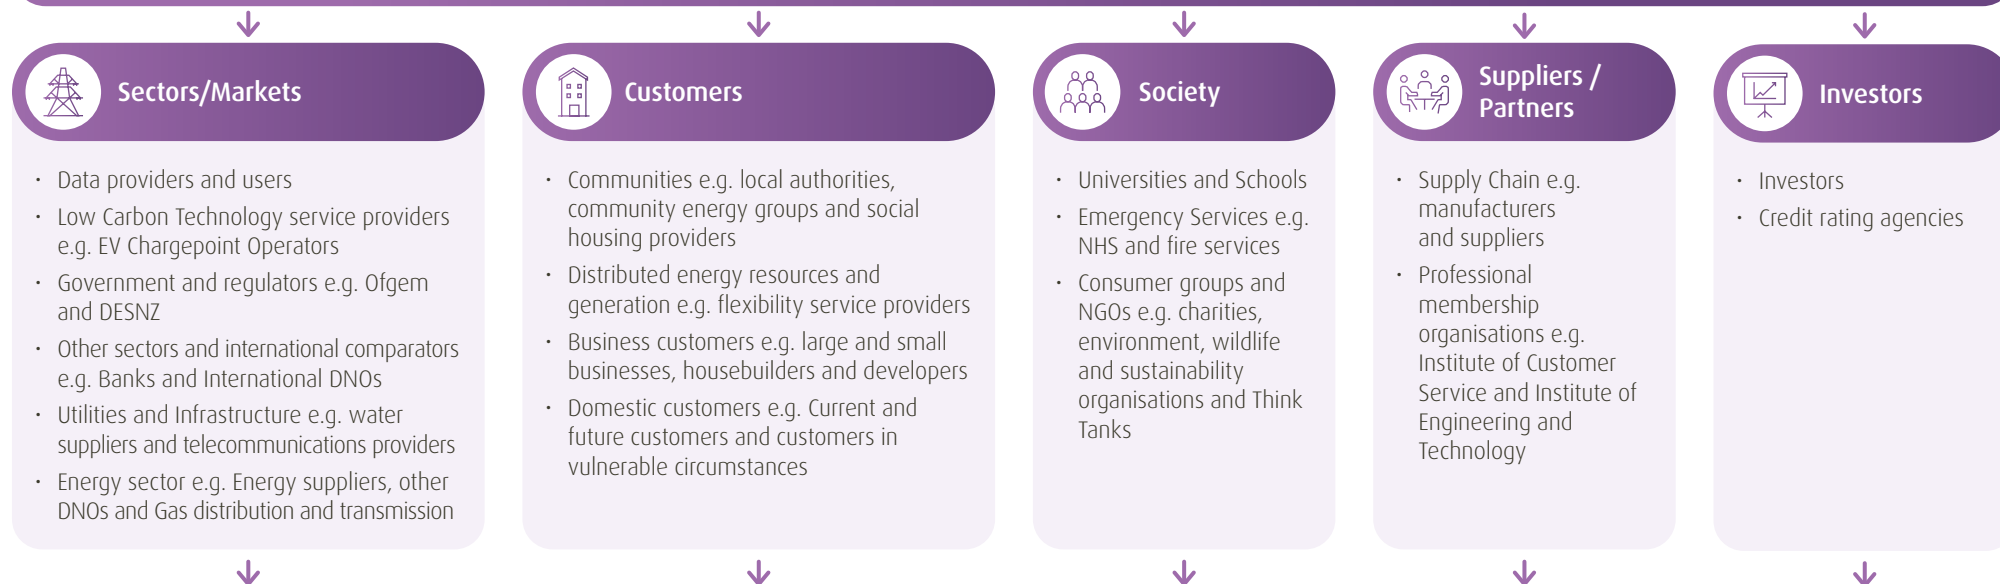 Sectors/Markets
· Data providers and users
· Low Carbon Technology service providers
e.g. EV Chargepoint Operators
· Government and regulators e.g. Ofgem
and DESNZ
· Other sectors and international comparators
e.g. Banks and International DNOs
· Utilities and Infrastructure e.g. water
suppliers and telecommunications providers
· Energy sector e.g. Energy suppliers, other
DNOs and Gas distribution and transmission
Customers
· Communities e.g. local authorities,
community energy groups and social
housing providers
· Distributed energy resources and
generation e.g. flexibility service providers
· Business customers e.g. large and small
businesses, housebuilders and developers
· Domestic customers e.g. Current and
future customers and customers in
vulnerable circumstances
Society
· Universities and Schools
· Emergency Services e.g.
NHS and fire services
· Consumer groups and
NGOs e.g. charities,
environment, wildlife
and sustainability
organisations and Think
Tanks
Suppliers /
Partners
· Supply Chain e.g.
manufacturers
and suppliers
· Professional
membership
organisations e.g.
Institute of Customer
Service and Institute of
Engineering and
Technology
Investors
· Investors
· Credit rating agencies